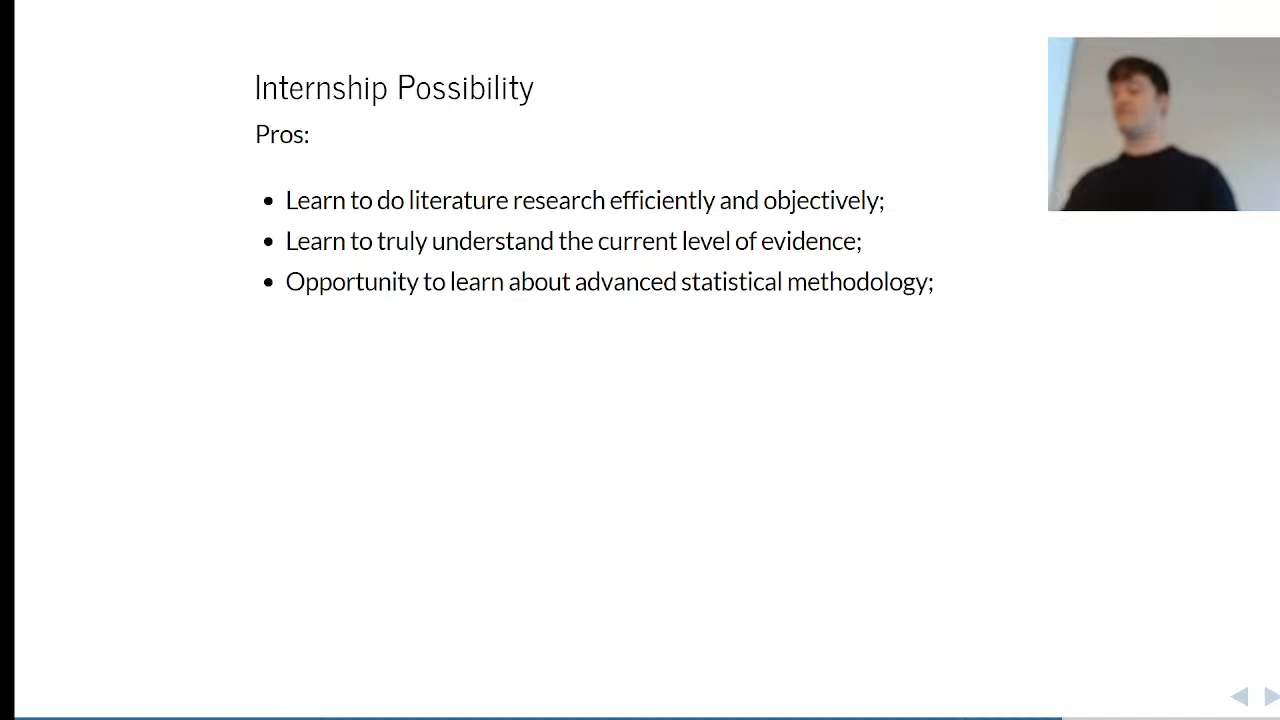 Internship Possibility
Pros:
Learn to do literature research efficiently and objectively;
Learn to truly understand the current level of evidence;
Opportunity to learn about advanced statistical methodology;